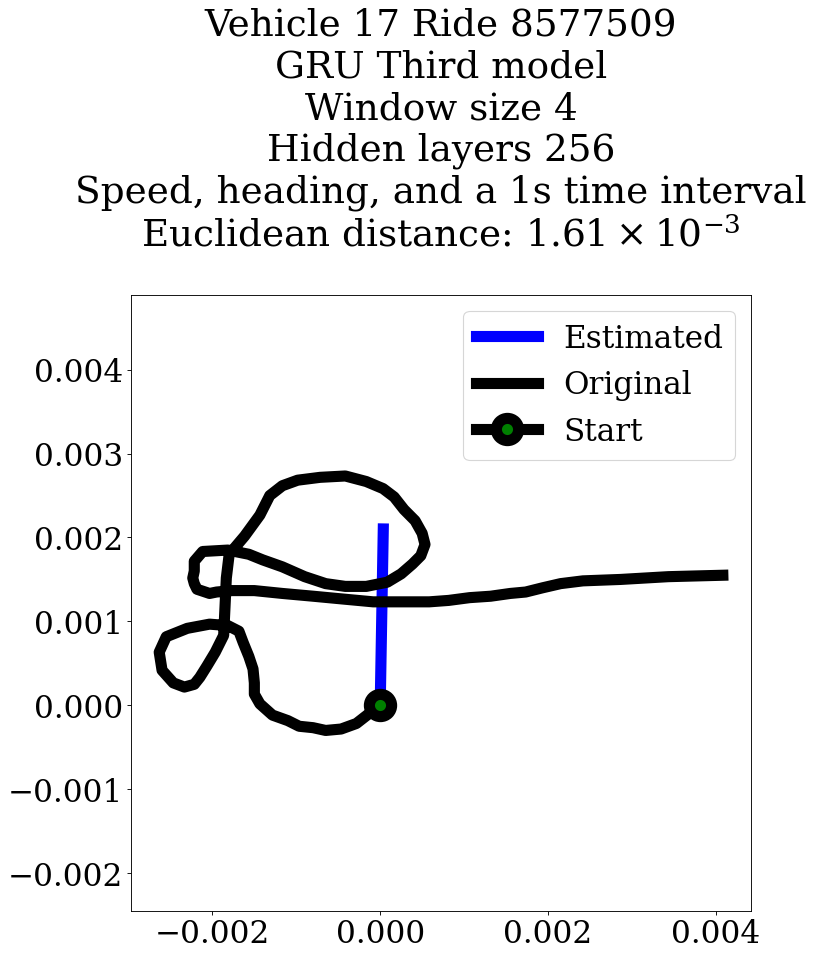 Vehicle 17 Ride 8577509
GRU Third model
Window size 4
Hidden layers 256
Speed, heading, and a 1s time interval
Euclidean distance: 1.61 × 10⁻³
Estimated
Original
Start
0.004
0.003
0.002
0.001
0.000
−0.001
−0.002
−0.002 0.000 0.002 0.004